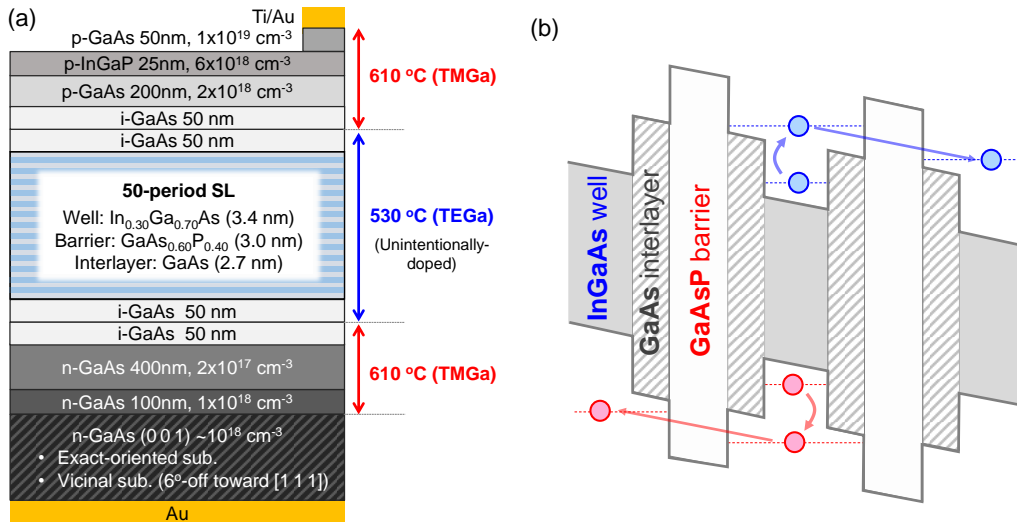 (a)
Ti/Au
p-GaAs 50nm, 1x10¹⁹ cm⁻³
p-InGaP 25nm, 6x10¹⁸ cm⁻³
p-GaAs 200nm, 2x10¹⁸ cm⁻³
i-GaAs 50 nm
i-GaAs 50 nm
610 ºC (TMGa)
50-period SL
Well: In₀.₃₀Ga₀.₇₀As (3.4 nm)
Barrier: GaAs₀.₆₀P₀.₄₀ (3.0 nm)
Interlayer: GaAs (2.7 nm)
530 ºC (TEGa)
(Unintentionally-
doped)
i-GaAs 50 nm
i-GaAs 50 nm
n-GaAs 400nm, 2x10¹⁷ cm⁻³
n-GaAs 100nm, 1x10¹⁸ cm⁻³
610 ºC (TMGa)
n-GaAs (0 0 1) ~10¹⁸ cm⁻³
• Exact-oriented sub.
• Vicinal sub. (6º-off toward [1 1 1])
Au
(b)
InGaAs well
GaAs interlayer
GaAsP barrier